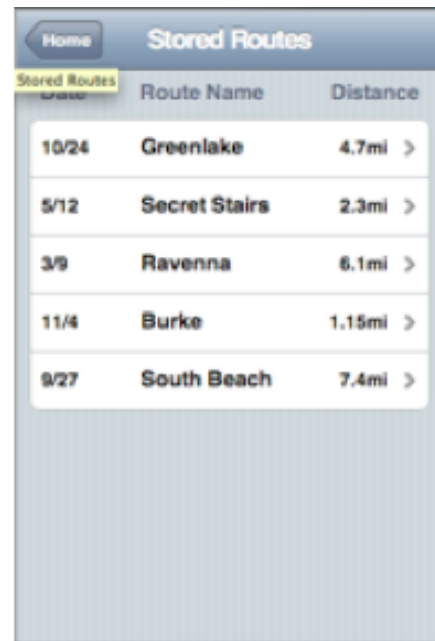 Home Stored Routes
Stored Routes
Date Route Name Distance
10/24 Greenlake 4.7mi >
5/12 Secret Stairs 2.3mi >
3/9 Ravenna 6.1mi >
11/4 Burke 1.15mi >
9/27 South Beach 7.4mi >